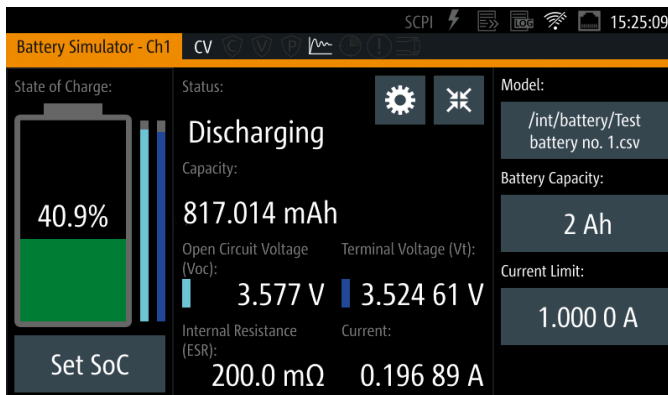 SCPI LOG 15:25:09
Battery Simulator - Ch1 CV C V P
State of Charge:
40.9%
Set SoC
Status:
Discharging
Capacity:
817.014 mAh
Open Circuit Voltage
(Voc):
3.577 V
Terminal Voltage (Vt):
3.524 61 V
Internal Resistance
(ESR):
200.0 mΩ
Current:
0.196 89 A
Model:
/int/battery/Test
battery no. 1.csv
Battery Capacity:
2 Ah
Current Limit:
1.000 0 A